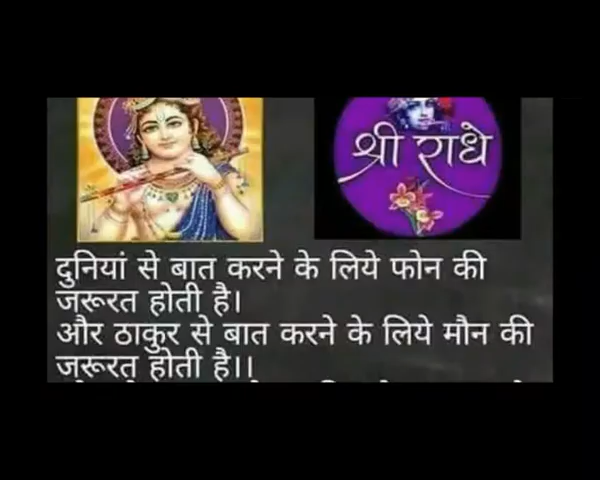 श्री राधे
दुनियां से बात करने के लिये फोन की
जरूरत होती है।
और ठाकुर से बात करने के लिये मौन की
जरूरत होती है।।